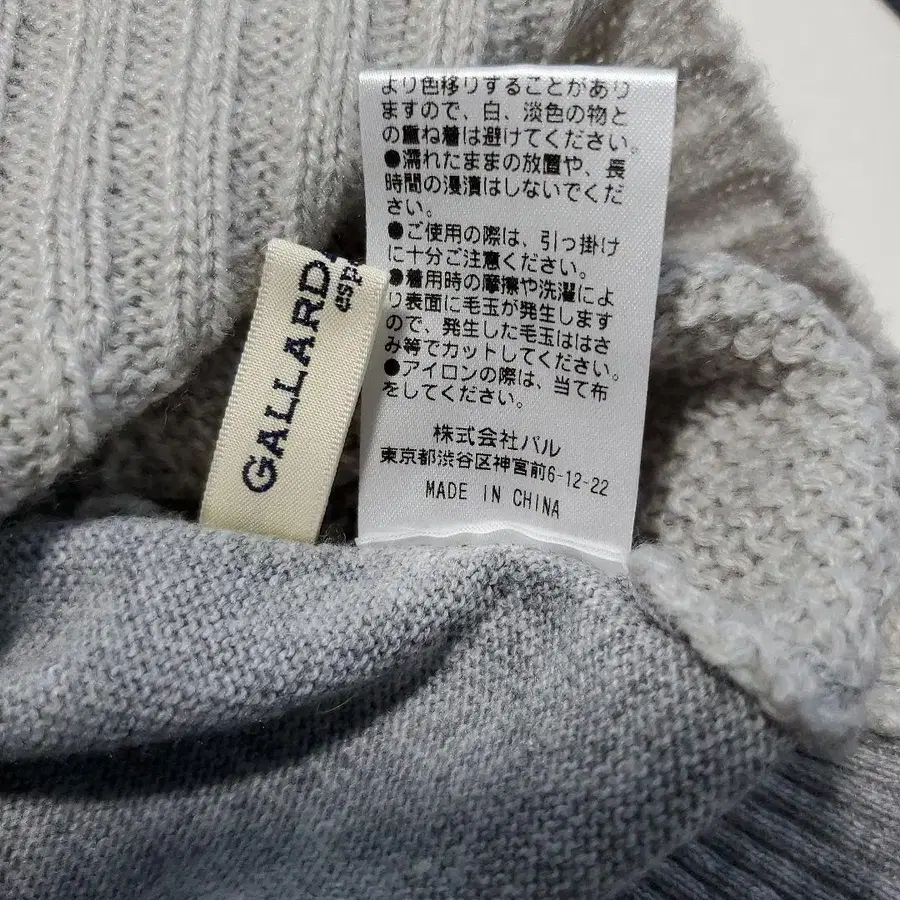 より色移りすることがあり
ますので、白、淡色の物と
の重ね着は避けてください。
●濡れたままの放置や、長
時間の浸漬はしないでくだ
さい。
●ご使用の際は、引っ掛け
に十分ご注意ください。
●着用時の摩擦や洗濯によ
り表面に毛玉が発生します
ので、発生した毛玉ははさ
み等でカットしてください。
●アイロンの際は、当て布
をしてください。
株式会社パル
東京都渋谷区神宮前6-12-22
MADE IN CHINA
GALLARD
esp